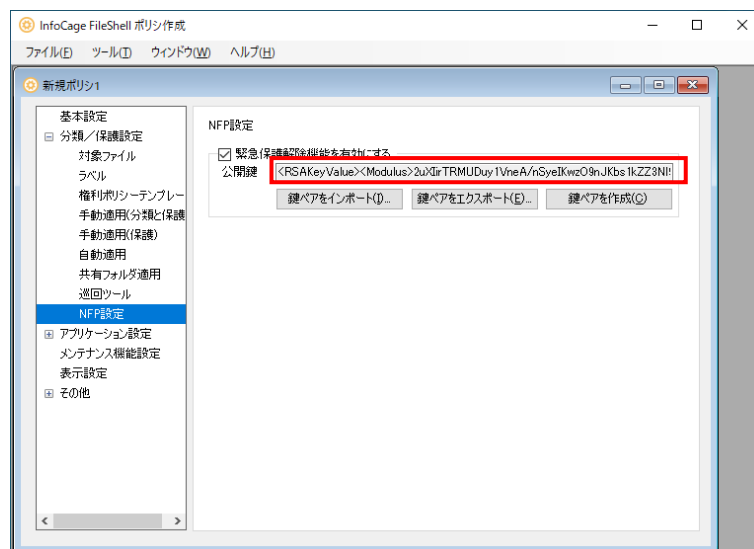 InfoCage FileShell ポリシ作成
ファイル(F) ツール(T) ウィンドウ(W) ヘルプ(H)
新規ポリシ1
基本設定
分類/保護設定
対象ファイル
ラベル
権利ポリシーテンプレー
手動適用(分類と保護
手動適用(保護)
自動適用
共有フォルダ適用
巡回ツール
NFP設定
アプリケーション設定
メンテナンス機能設定
表示設定
その他
NFP設定
緊急保護解除機能を有効にする
公開鍵 <RSAKeyValue><Modulus>
鍵ペアをインポート(I)... 鍵ペアをエクスポート(E)... 鍵ペアを作成(C)